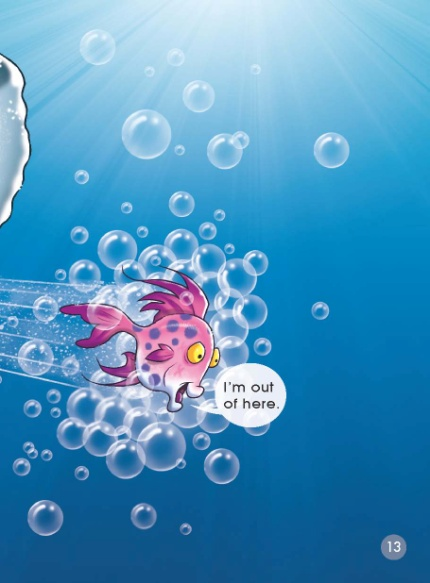 I'm out
of here.
13